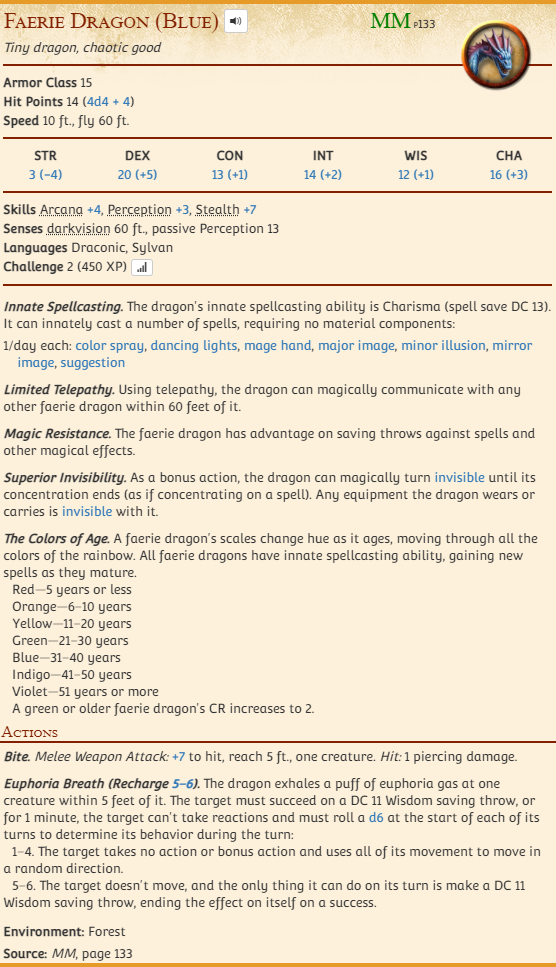 Faerie Dragon (Blue)
MM p133
Tiny dragon, chaotic good
Armor Class 15
Hit Points 14 (4d4 + 4)
Speed 10 ft., fly 60 ft.
STR DEX CON INT WIS CHA
3 (−4) 20 (+5) 13 (+1) 14 (+2) 12 (+1) 16 (+3)
Skills Arcana +4, Perception +3, Stealth +7
Senses darkvision 60 ft., passive Perception 13
Languages Draconic, Sylvan
Challenge 2 (450 XP)
Innate Spellcasting. The dragon's innate spellcasting ability is Charisma (spell save DC 13).
It can innately cast a number of spells, requiring no material components:
1/day each: color spray, dancing lights, mage hand, major image, minor illusion, mirror
image, suggestion
Limited Telepathy. Using telepathy, the dragon can magically communicate with any
other faerie dragon within 60 feet of it.
Magic Resistance. The faerie dragon has advantage on saving throws against spells and
other magical effects.
Superior Invisibility. As a bonus action, the dragon can magically turn invisible until its
concentration ends (as if concentrating on a spell). Any equipment the dragon wears or
carries is invisible with it.
The Colors of Age. A faerie dragon's scales change hue as it ages, moving through all the
colors of the rainbow. All faerie dragons have innate spellcasting ability, gaining new
spells as they mature.
Red—5 years or less
Orange—6–10 years
Yellow—11–20 years
Green—21–30 years
Blue—31–40 years
Indigo—41–50 years
Violet—51 years or more
A green or older faerie dragon's CR increases to 2.
Actions
Bite. Melee Weapon Attack: +7 to hit, reach 5 ft., one creature. Hit: 1 piercing damage.
Euphoria Breath (Recharge 5–6). The dragon exhales a puff of euphoria gas at one
creature within 5 feet of it. The target must succeed on a DC 11 Wisdom saving throw, or
for 1 minute, the target can't take reactions and must roll a d6 at the start of each of its
turns to determine its behavior during the turn:
1–4. The target takes no action or bonus action and uses all of its movement to move in
a random direction.
5–6. The target doesn't move, and the only thing it can do on its turn is make a DC 11
Wisdom saving throw, ending the effect on itself on a success.
Environment: Forest
Source: MM, page 133